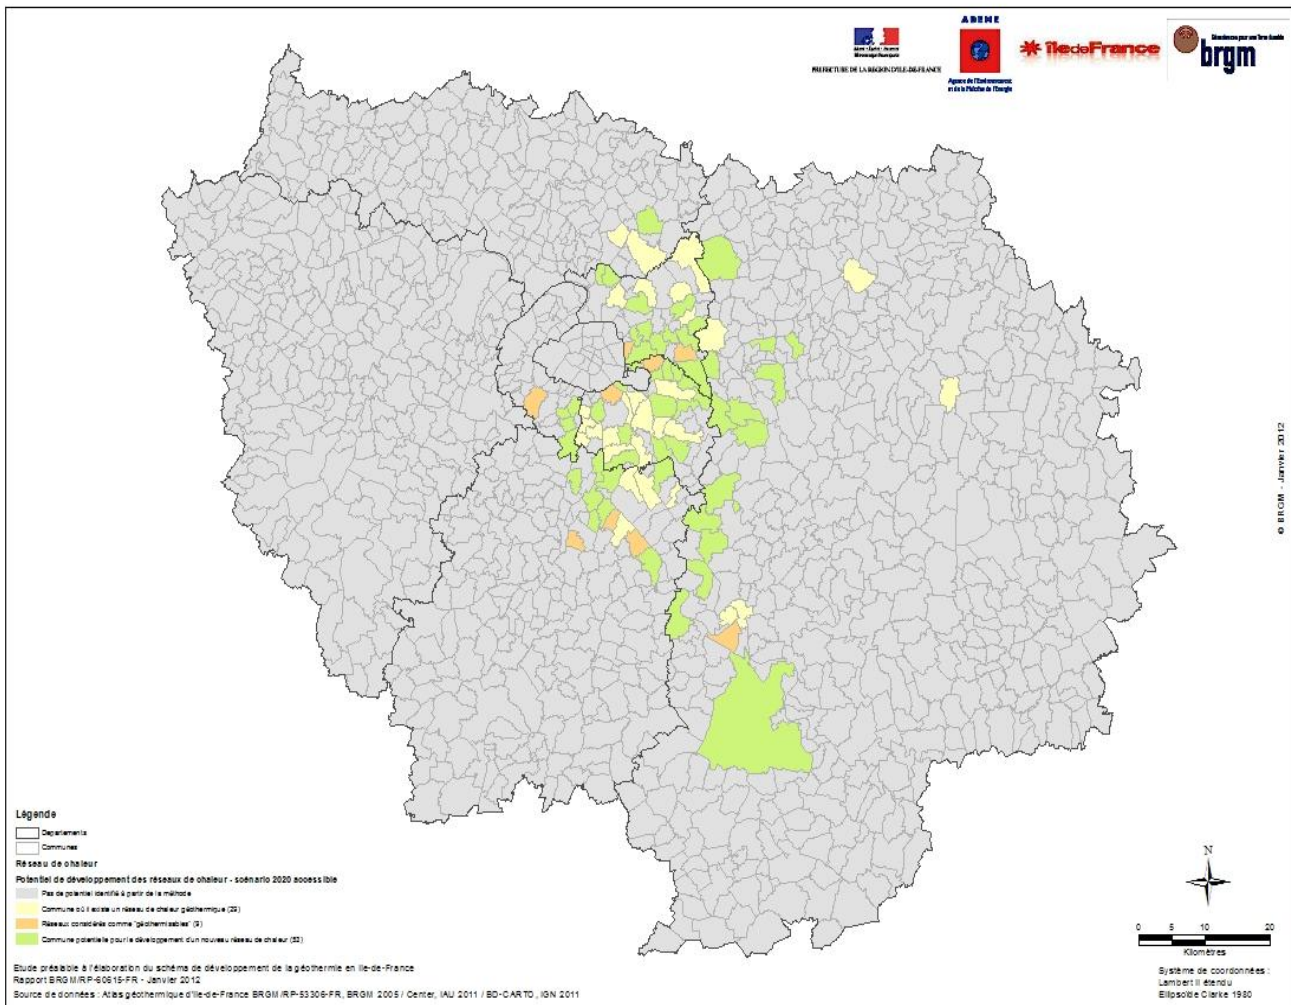 ADEME
PREFECTURE DE LA REGION D'ILE-DE-FRANCE
Agence de l'Environnement
et de la Maîtrise de l'Energie
îledeFrance
Géosciences pour une Terre durable
brgm
© BRGM - Janvier 2012
Légende
Départements
Communes
Réseau de chaleur
Potentiel de développement des réseaux de chaleur - scénario 2020 accessible
Pas de potentiel identifié à partir de la méthode
Commune où il existe un réseau de chaleur géothermique (29)
Réseaux considérés comme "géothermisables" (9)
Commune potentielle pour le développement d'un nouveau réseau de chaleur (53)
Etude préalable à l'élaboration du schéma de développement de la géothermie en Ile-de-France
Rapport BRGM/RP-60615-FR - Janvier 2012
Source de données : Atlas géothermique d'Ile-de-France BRGM/RP-53306-FR, BRGM 2005 / Center, IAU 2011 / BD-CARTO, IGN 2011
N
0 5 10 20
Kilomètres
Système de coordonnées :
Lambert II étendu
Ellipsoïde Clarke 1980